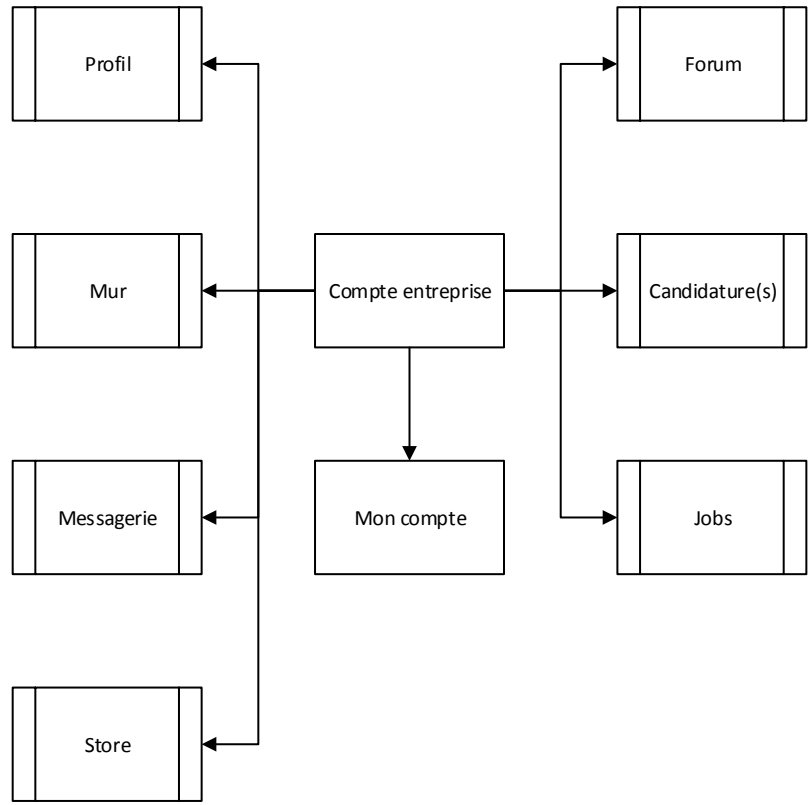 Profil
Forum
Mur
Compte entreprise
Candidature(s)
Messagerie
Mon compte
Jobs
Store